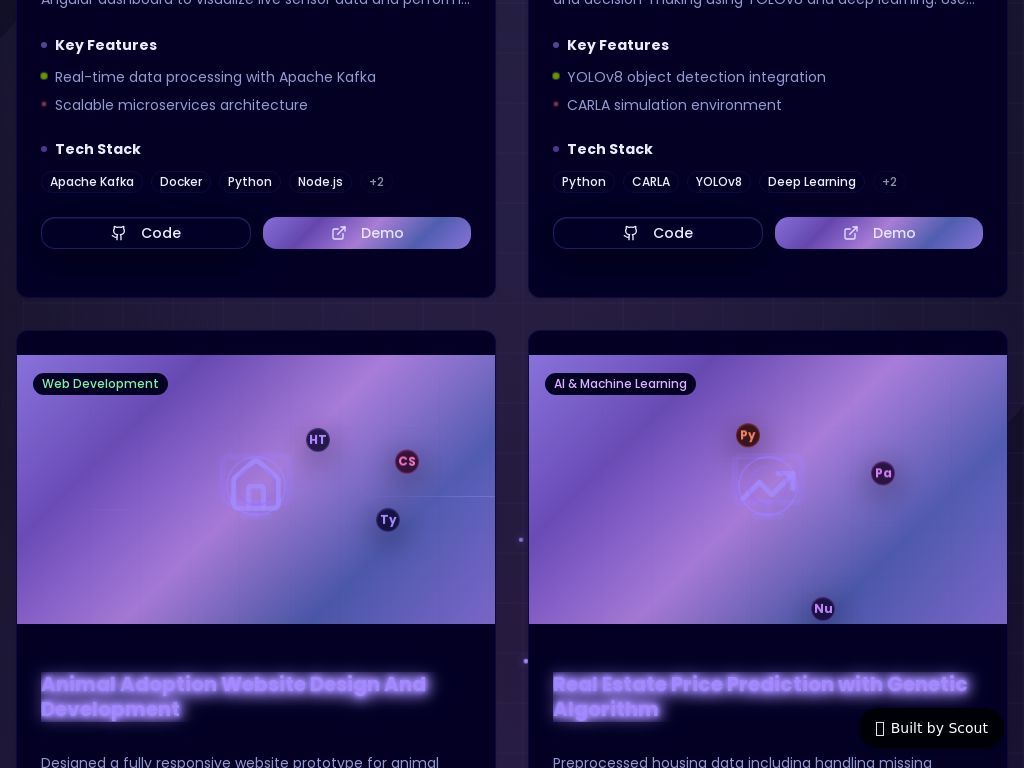 Angular dashboard to visualize live sensor data and perform...
Key Features
Real-time data processing with Apache Kafka
Scalable microservices architecture
Tech Stack
Apache Kafka
Docker
Python
Node.js
+2
Code
Demo
and decision-making using YOLOv8 and deep learning. Use...
Key Features
YOLOv8 object detection integration
CARLA simulation environment
Tech Stack
Python
CARLA
YOLOv8
Deep Learning
+2
Code
Demo
Web Development
HT
CS
Ty
Animal Adoption Website Design And
Development
Designed a fully responsive website prototype for animal
AI & Machine Learning
Py
Pa
Nu
Real Estate Price Prediction with Genetic
Algorithm
Preprocessed housing data including handling missing
Built by Scout